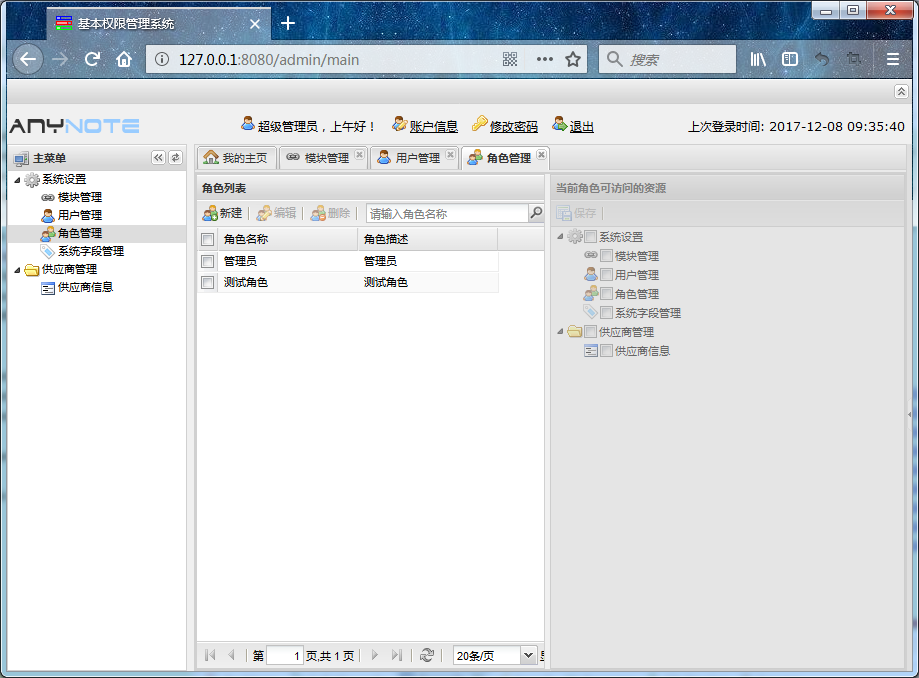 基本权限管理系统
127.0.0.1:8080/admin/main
搜索
ANYNOTE
超级管理员，上午好！ 账户信息 修改密码 退出 上次登录时间: 2017-12-08 09:35:40
主菜单
系统设置
模块管理
用户管理
角色管理
系统字段管理
供应商管理
供应商信息
我的主页 模块管理 用户管理 角色管理
角色列表
新建 编辑 删除 请输入角色名称
角色名称 角色描述
管理员 管理员
测试角色 测试角色
第 1 页,共 1 页 20条/页
当前角色可访问的资源
保存
系统设置
模块管理
用户管理
角色管理
系统字段管理
供应商管理
供应商信息